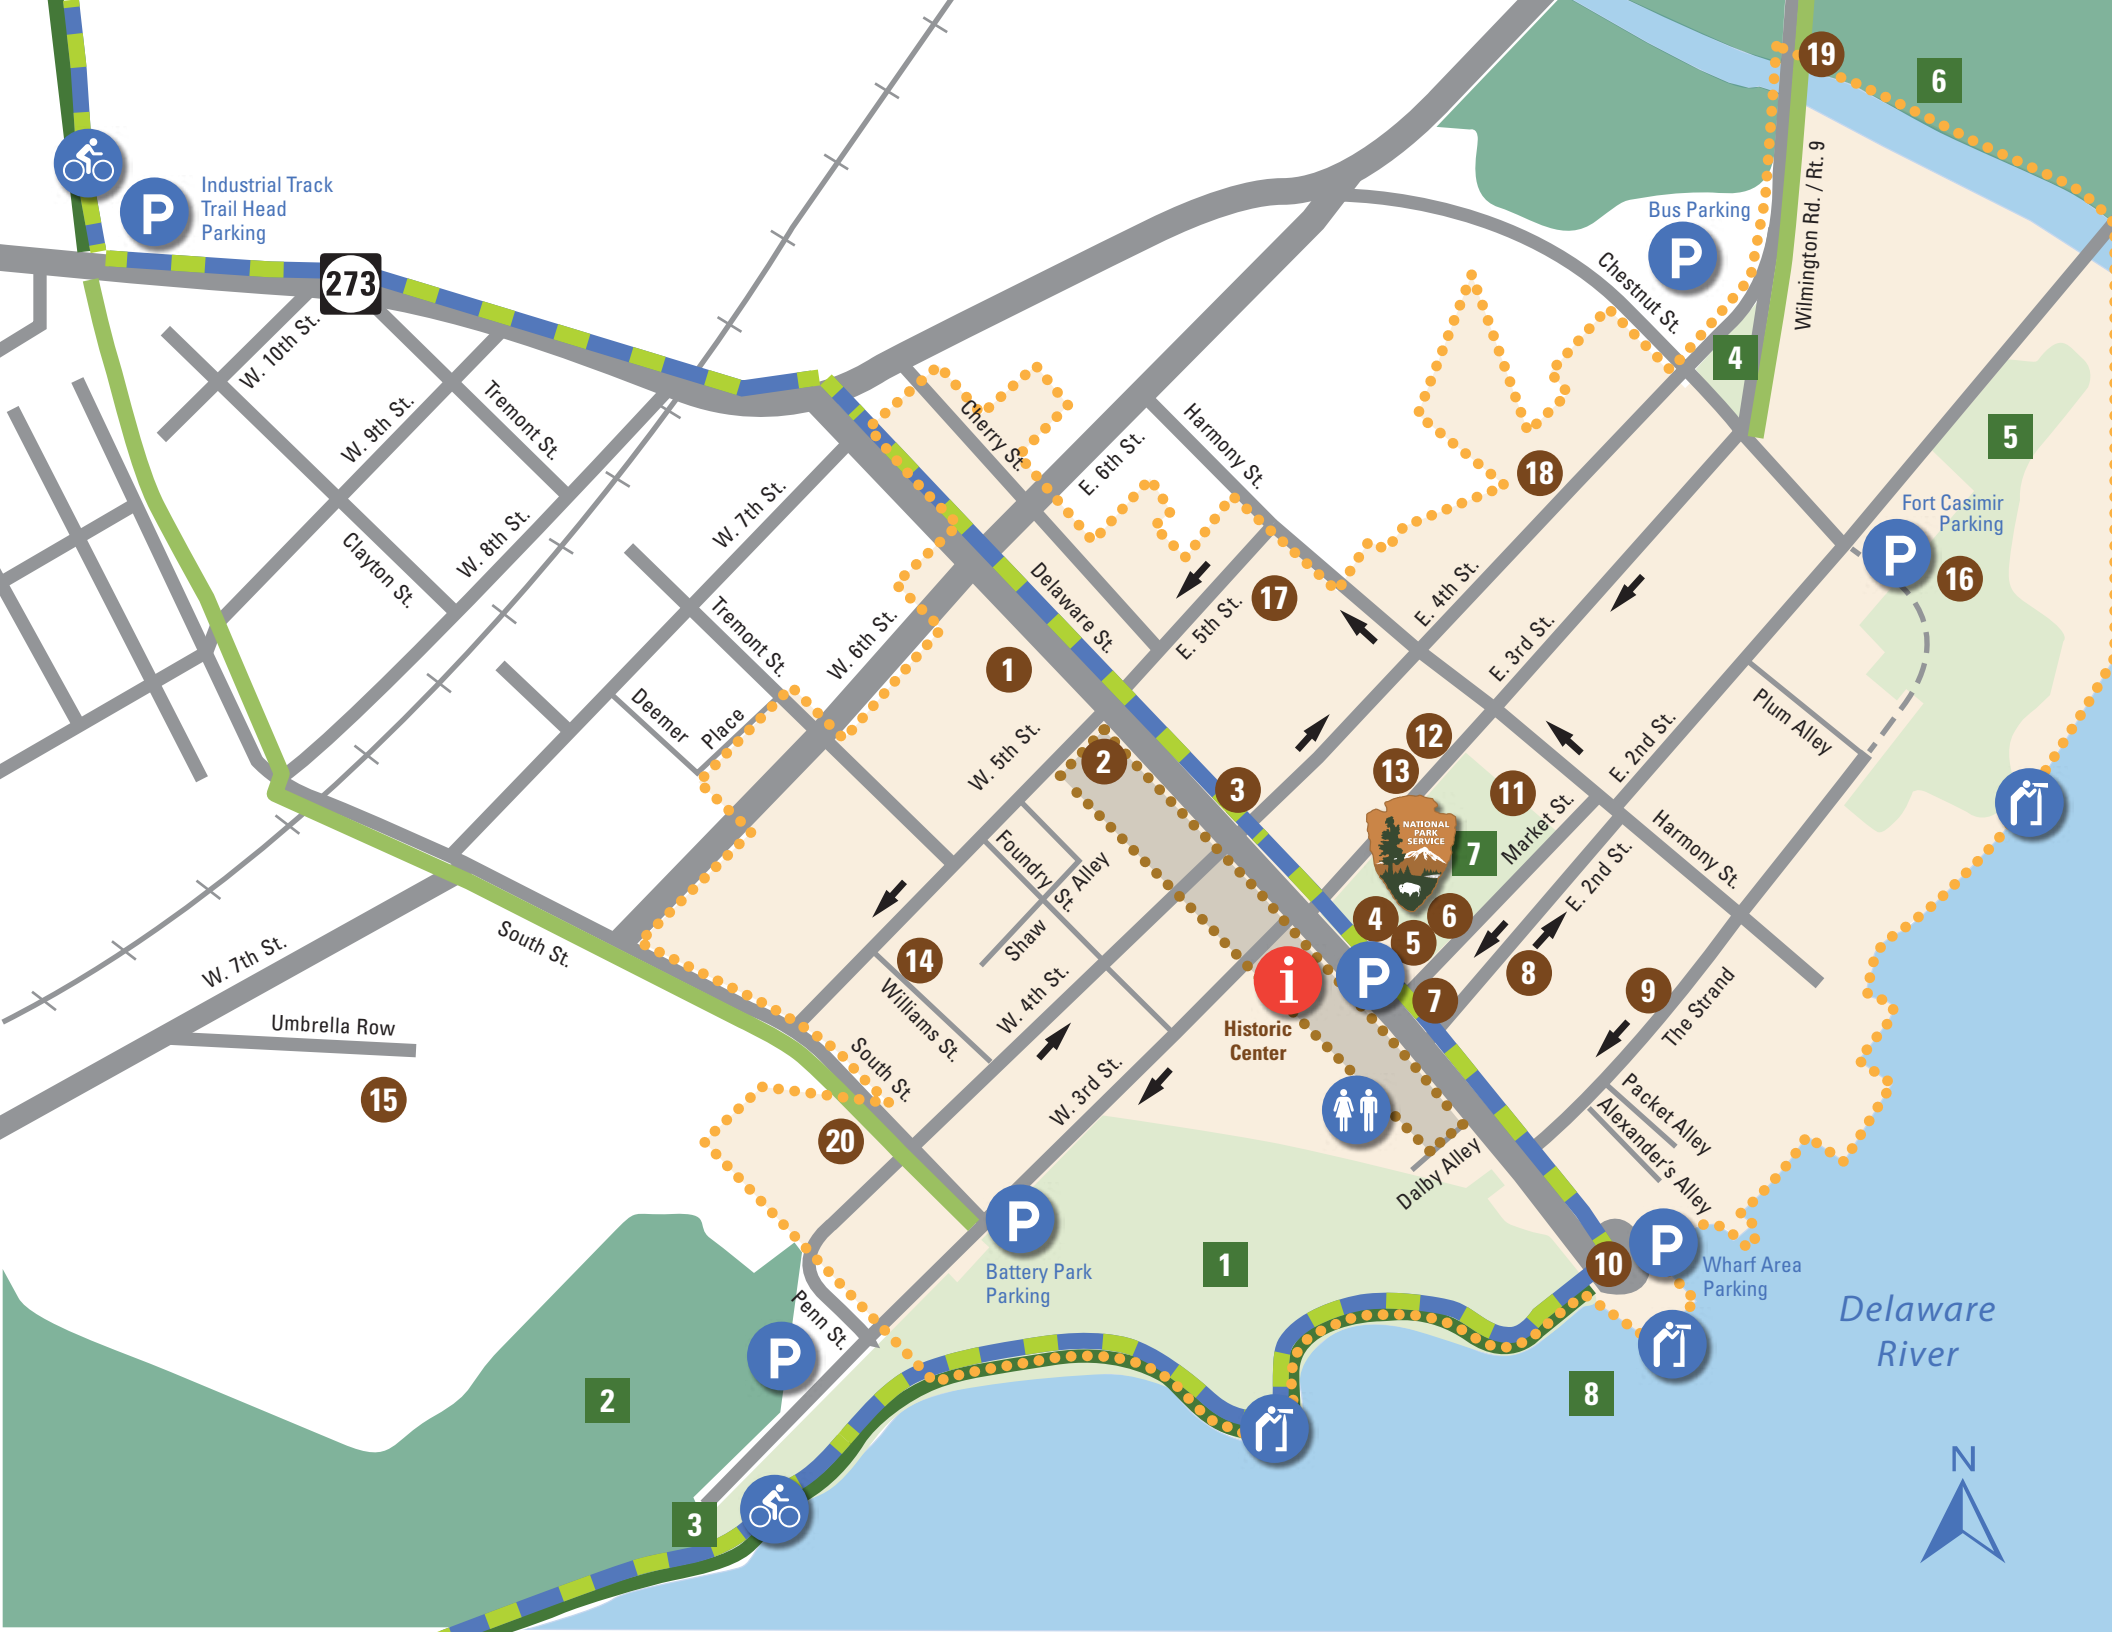 19
6
P
Industrial Track
Trail Head
Parking
Bus Parking
P
Wilmington Rd. / Rt. 9
273
Chestnut St.
W. 10th St.
4
W. 9th St.
Tremont St.
Cherry St.
E. 6th St.
Harmony St.
18
5
Fort Casimir
Parking
P
16
W. 7th St.
W. 8th St.
Clayton St.
Delaware St.
E. 5th St.
17
E. 4th St.
E. 3rd St.
Tremont St.
W. 6th St.
1
Deemer
Place
Plum Alley
W. 5th St.
2
3
12
13
11
E. 2nd St.
NATIONAL
PARK
SERVICE
7
Market St.
Harmony St.
Foundry
St.
Shaw
Alley
E. 2nd St.
4
6
5
South St.
W. 7th St.
14
i
P
7
8
9
Williams St.
W. 4th St.
Historic
Center
The Strand
Umbrella Row
15
South St.
W. 3rd St.
20
Packet Alley
Alexander's Alley
Dalby Alley
P
Battery Park
Parking
1
10
P
Wharf Area
Parking
Delaware
River
Penn St.
P
2
8
3
N